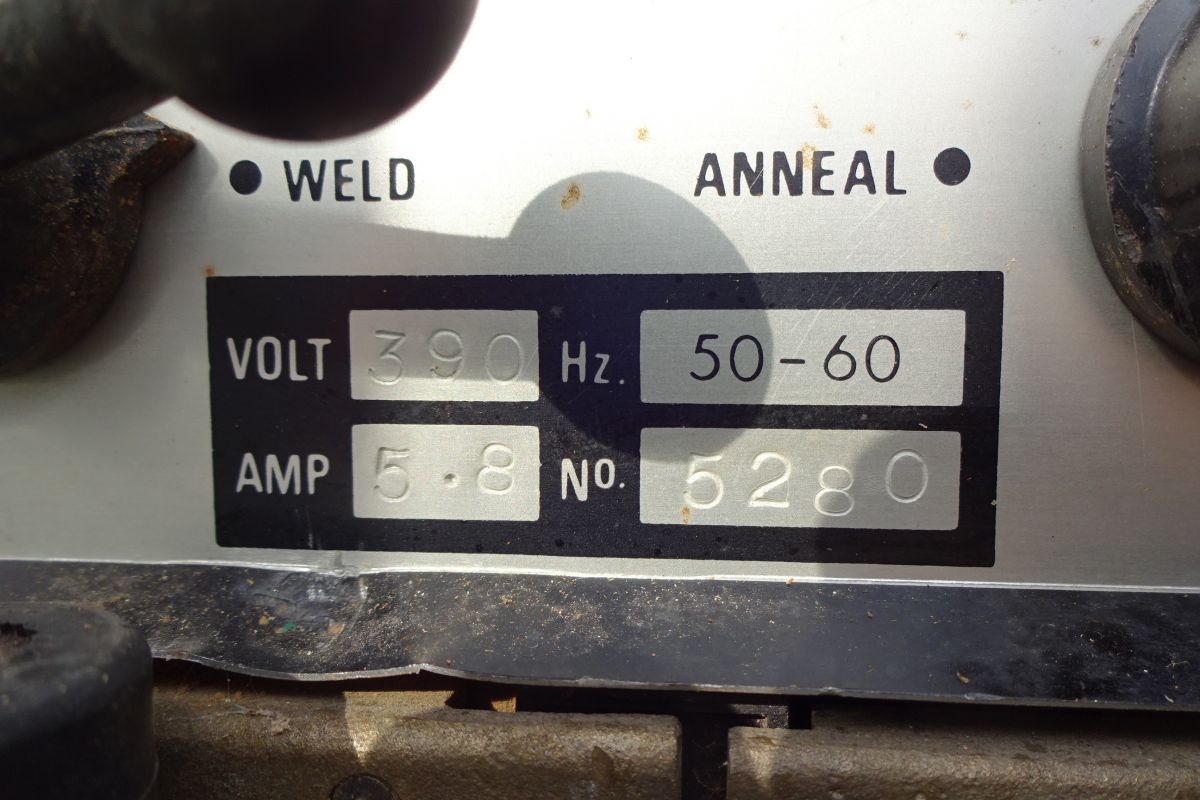 WELD ANNEAL
VOLT 390 Hz. 50-60
AMP 5.8 No. 5280